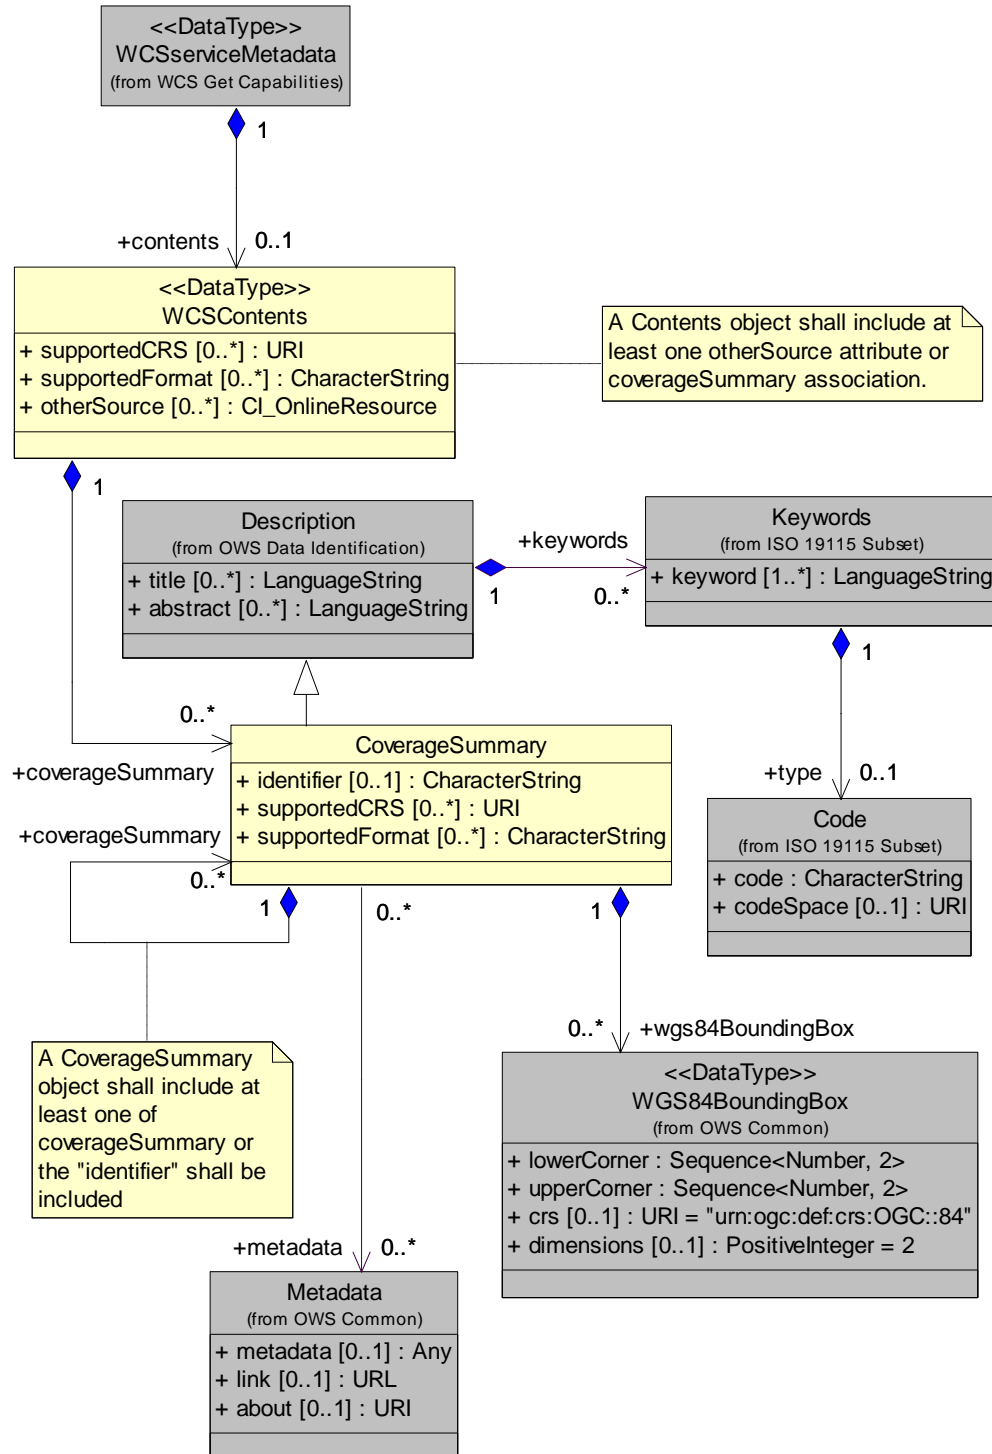 <<DataType>>
WCSserviceMetadata
(from WCS Get Capabilities)
1
+contents
0..1
<<DataType>>
WCSContents
+ supportedCRS [0..*] : URI
+ supportedFormat [0..*] : CharacterString
+ otherSource [0..*] : CI_OnlineResource
A Contents object shall include at
least one otherSource attribute or
coverageSummary association.
1
Description
(from OWS Data Identification)
+ title [0..*] : LanguageString
+ abstract [0..*] : LanguageString
+keywords
1
0..*
Keywords
(from ISO 19115 Subset)
+ keyword [1..*] : LanguageString
1
+type
0..1
Code
(from ISO 19115 Subset)
+ code : CharacterString
+ codeSpace [0..1] : URI
0..*
+coverageSummary
CoverageSummary
+ identifier [0..1] : CharacterString
+ supportedCRS [0..*] : URI
+ supportedFormat [0..*] : CharacterString
+coverageSummary
0..*
1
0..*
1
A CoverageSummary
object shall include at
least one of
coverageSummary or
the "identifier" shall be
included
0..*
+wgs84BoundingBox
<<DataType>>
WGS84BoundingBox
(from OWS Common)
+ lowerCorner : Sequence<Number, 2>
+ upperCorner : Sequence<Number, 2>
+ crs [0..1] : URI = "urn:ogc:def:crs:OGC::84"
+ dimensions [0..1] : PositiveInteger = 2
+metadata
0..*
Metadata
(from OWS Common)
+ metadata [0..1] : Any
+ link [0..1] : URL
+ about [0..1] : URI